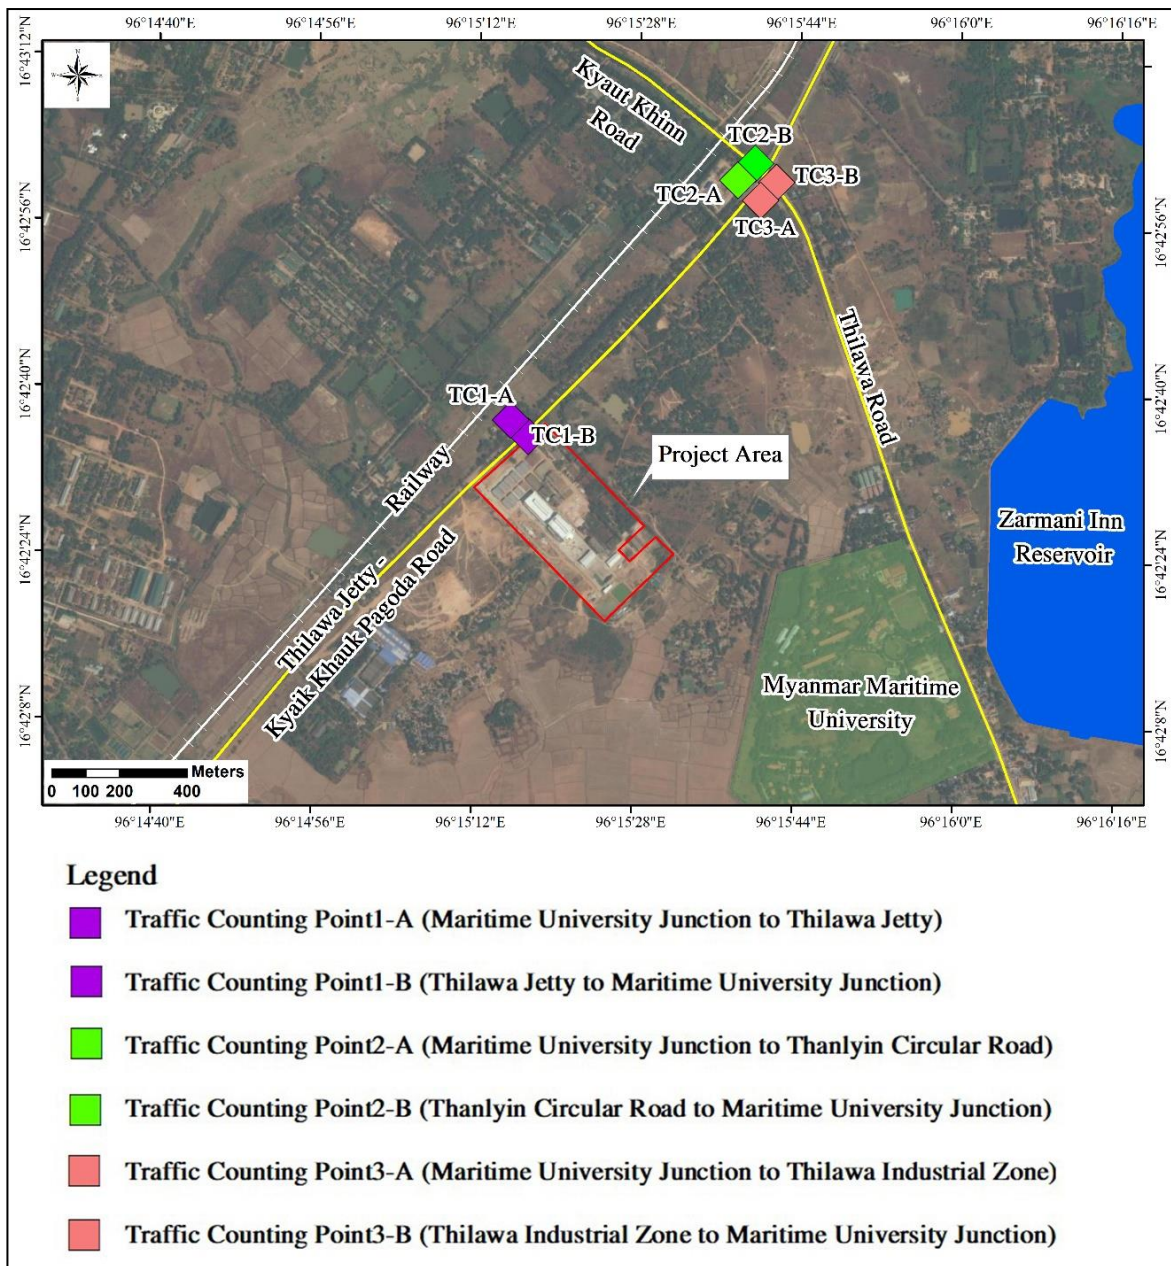 96°14'40"E 96°14'56"E 96°15'12"E 96°15'28"E 96°15'44"E 96°16'0"E 96°16'16"E
16°43'12"N
N
W E
S
Kyaut Khinn
Road
TC2-B
TC3-B
TC2-A
TC3-A
16°42'56"N
16°42'56"N
Thilawa Road
16°42'40"N
16°42'40"N
TC1-A
TC1-B
Project Area
Railway
Zarmani Inn
Reservoir
16°42'24"N
16°42'24"N
Thilawa Jetty -
Kyaik Khauk Pagoda Road
Myanmar Maritime
University
16°42'8"N
16°42'8"N
Meters
0 100 200 400
96°14'40"E 96°14'56"E 96°15'12"E 96°15'28"E 96°15'44"E 96°16'0"E 96°16'16"E
Legend
Traffic Counting Point1-A (Maritime University Junction to Thilawa Jetty)
Traffic Counting Point1-B (Thilawa Jetty to Maritime University Junction)
Traffic Counting Point2-A (Maritime University Junction to Thanlyin Circular Road)
Traffic Counting Point2-B (Thanlyin Circular Road to Maritime University Junction)
Traffic Counting Point3-A (Maritime University Junction to Thilawa Industrial Zone)
Traffic Counting Point3-B (Thilawa Industrial Zone to Maritime University Junction)